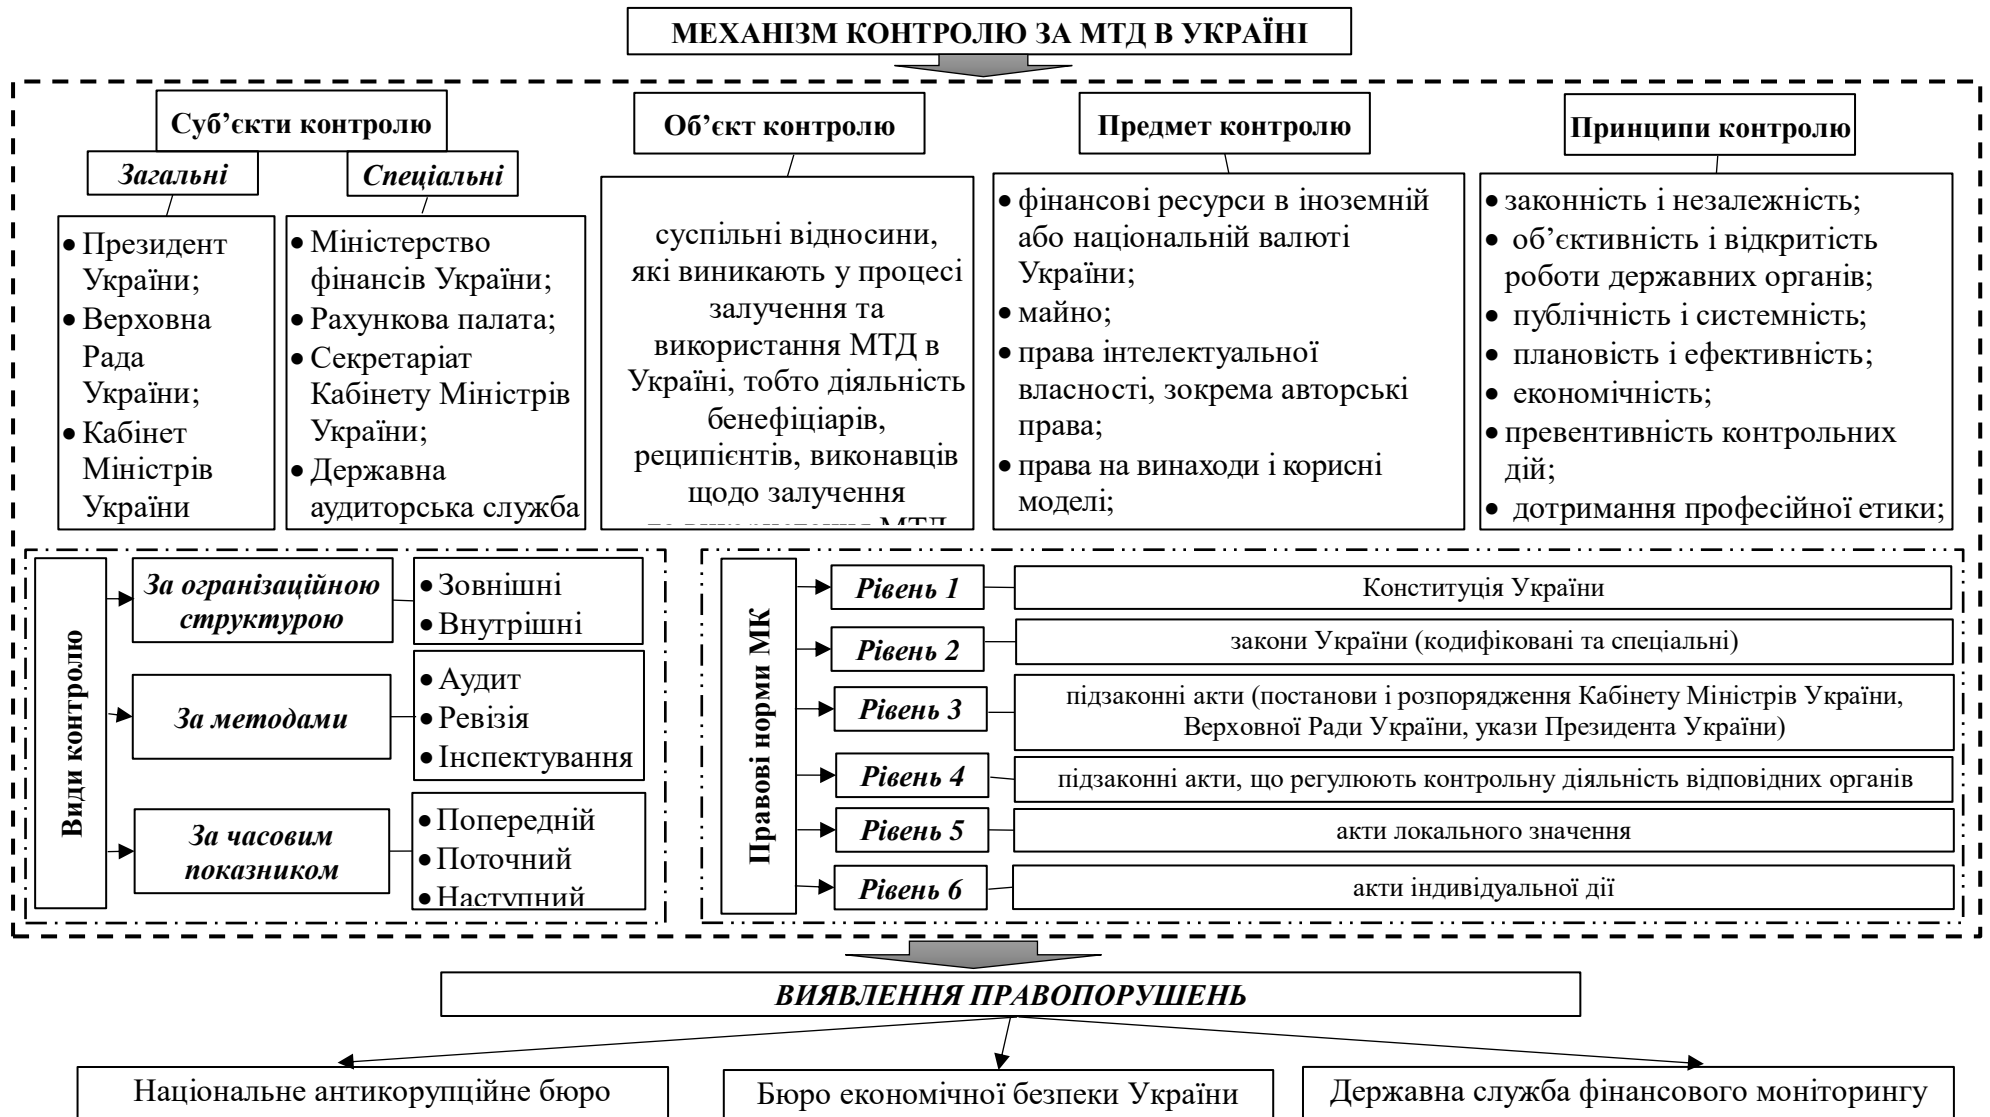 МЕХАНІЗМ КОНТРОЛЮ ЗА МТД В УКРАЇНІ
Суб’єкти контролю
Загальні
Спеціальні
• Президент
України;
• Верховна
Рада
України;
• Кабінет
Міністрів
України
• Міністерство
фінансів України;
• Рахункова палата;
• Секретаріат
Кабінету Міністрів
України;
• Державна
аудиторська служба
Об’єкт контролю
суспільні відносини,
які виникають у процесі
залучення та
використання МТД в
Україні, тобто діяльність
бенефіціарів,
реципієнтів, виконавців
щодо залучення
Предмет контролю
• фінансові ресурси в іноземній
або національній валюті
України;
• майно;
• права інтелектуальної
власності, зокрема авторські
права;
• права на винаходи і корисні
моделі;
Принципи контролю
• законність і незалежність;
• об’єктивність і відкритість
роботи державних органів;
• публічність і системність;
• плановість і ефективність;
• економічність;
• превентивність контрольних
дій;
• дотримання професійної етики;
Види контролю
За огранізаційною
структурою
• Зовнішні
• Внутрішні
За методами
• Аудит
• Ревізія
• Інспектування
За часовим
показником
• Попередній
• Поточний
• Наступний
Правові норми МК
Рівень 1
Конституція України
Рівень 2
закони України (кодифіковані та спеціальні)
Рівень 3
підзаконні акти (постанови і розпорядження Кабінету Міністрів України,
Верховної Ради України, укази Президента України)
Рівень 4
підзаконні акти, що регулюють контрольну діяльність відповідних органів
Рівень 5
акти локального значення
Рівень 6
акти індивідуальної дії
ВИЯВЛЕННЯ ПРАВОПОРУШЕНЬ
Національне антикорупційне бюро
Бюро економічної безпеки України
Державна служба фінансового моніторингу